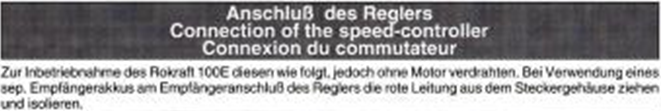 Anschluß des Reglers
Connection of the speed-controller
Connexion du commutateur
Zur Inbetriebnahme des Rokraft 100E diesen wie folgt, jedoch ohne Motor verdrahten. Bei Verwendung eines
sep. Empfängerakkus am Empfängeranschluß des Reglers die rote Leitung aus dem Steckergehäuse ziehen
und isolieren.